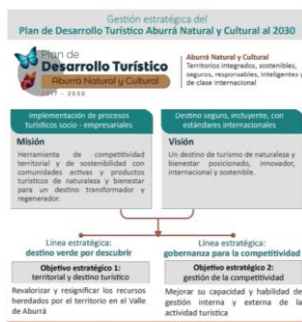 Gestión estratégica del
Plan de Desarrollo Turístico Aburrá Natural y Cultural al 2030
Plan de
Desarrollo Turístico
Aburrá Natural y Cultural
2017 - 2030
Aburrá Natural y Cultural
Territorios integrados, sostenibles,
seguros, responsables, inteligentes y
de clase internacional
Implementación de procesos
turísticos socio - empresariales
Misión
Herramienta de competitividad
territorial y de sostenibilidad con
comunidades activas y productos
turísticos de naturaleza y bienestar
para un destino transformador y
regenerador.
Destino seguro, incluyente, con
estándares internacionales
Visión
Un destino de turismo de naturaleza y
bienestar posicionado, innovador,
internacional y sostenible.
Línea estratégica:
destino verde por descubrir
Objetivo estratégico 1:
territorial y destino turístico
Revalorizar y resignificar los recursos
heredados por el territorio en el Valle
de Aburrá
Línea estratégica:
gobernanza para la competitividad
Objetivo estratégico 2:
gestión de la competitividad
Mejorar su capacidad y habilidad de
gestión interna y externa de la
actividad turística